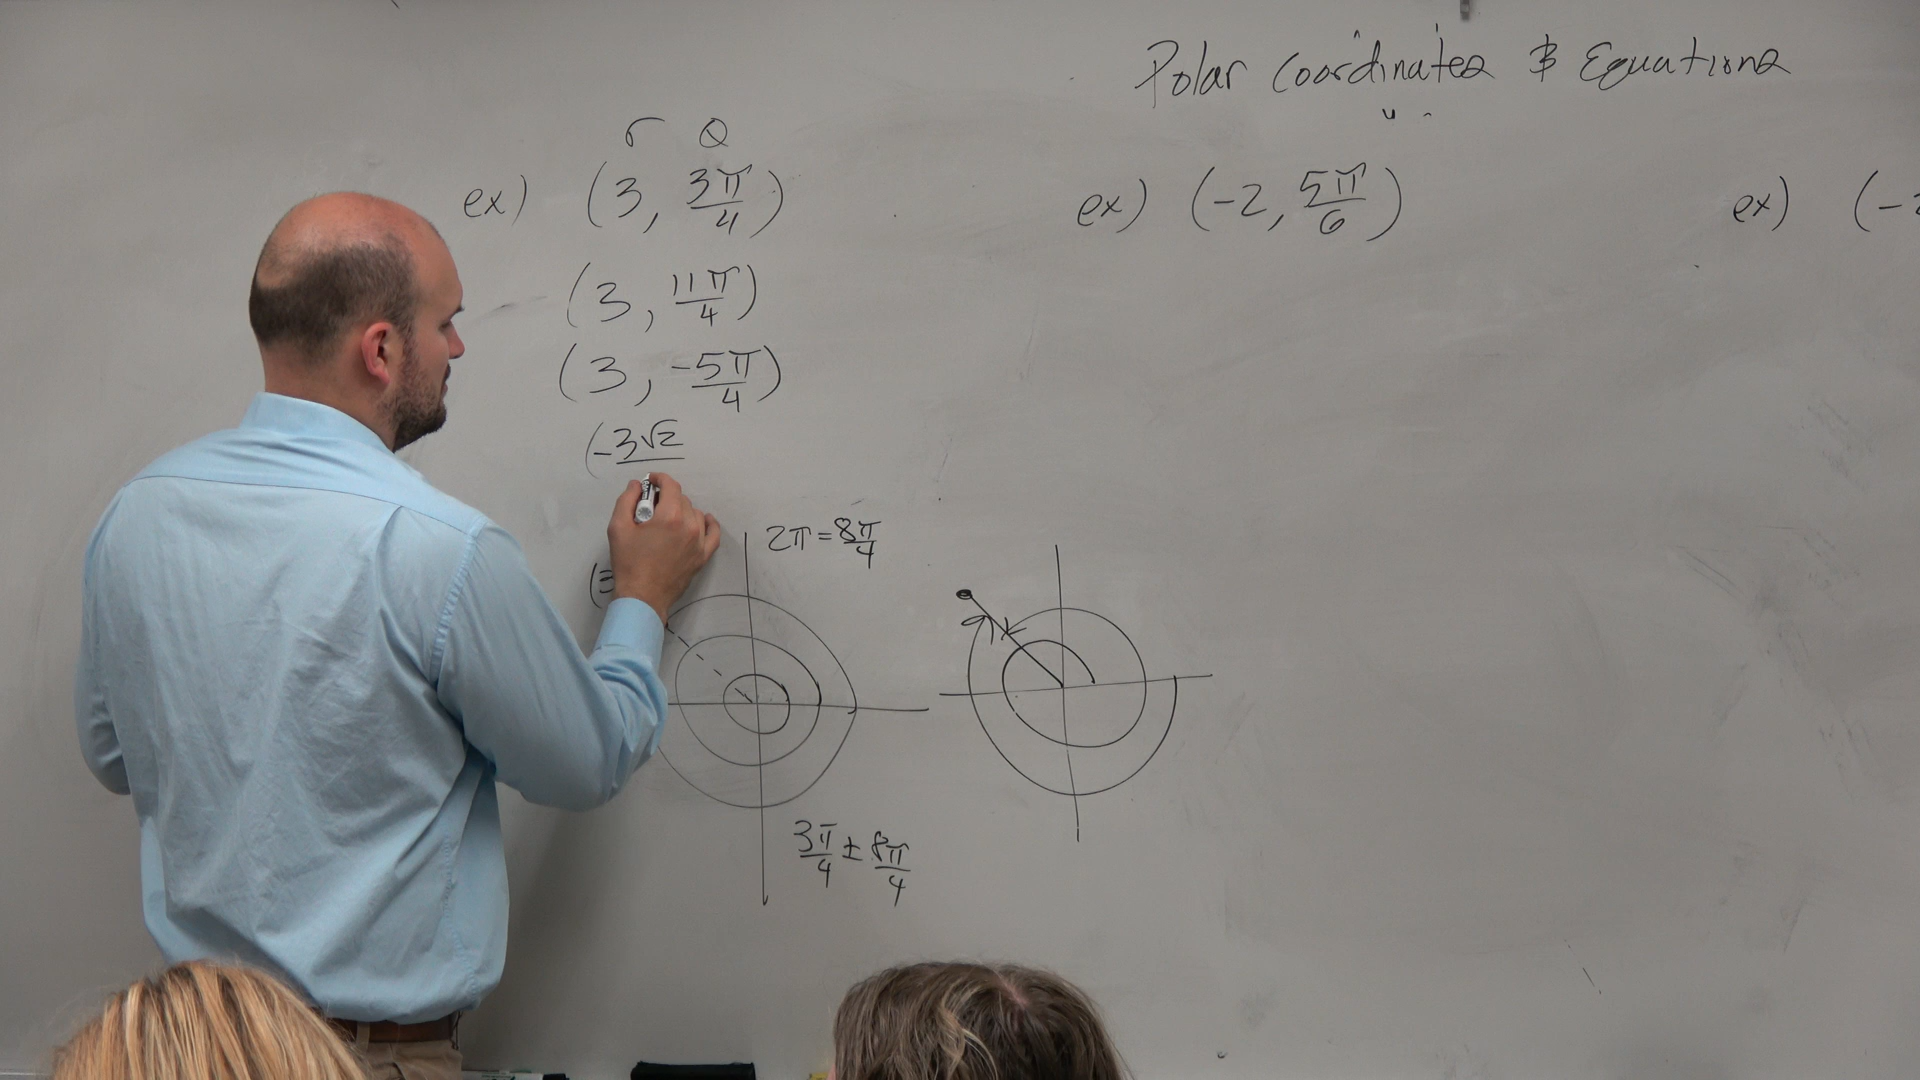 Polar Coordinates & Equations
r θ
ex) (3, 3π/4)
(3, 11π/4)
(3, -5π/4)
(-3√2
2π = 8π/4
(3
3π/4 ± 8π/4
ex) (-2, 5π/6)
ex) (-